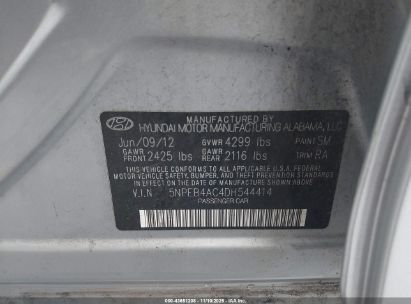 MANUFACTURED BY
HYUNDAI MOTOR MANUFACTURING ALABAMA, LLC
Jun/09/12 GVWR 4299 lbs PAINT SM
GAWR FRONT 2425 lbs GAWR REAR 2116 lbs TRIM RA
THIS VEHICLE CONFORMS TO ALL APPLICABLE U.S.A. FEDERAL
MOTOR VEHICLE SAFETY, BUMPER, AND THEFT PREVENTION
STANDARDS IN EFFECT ON THE DATE OF MANUFACTURE SHOWN ABOVE.
V.I.N : 5NPEB4AC4DH544414
PASSENGER CAR